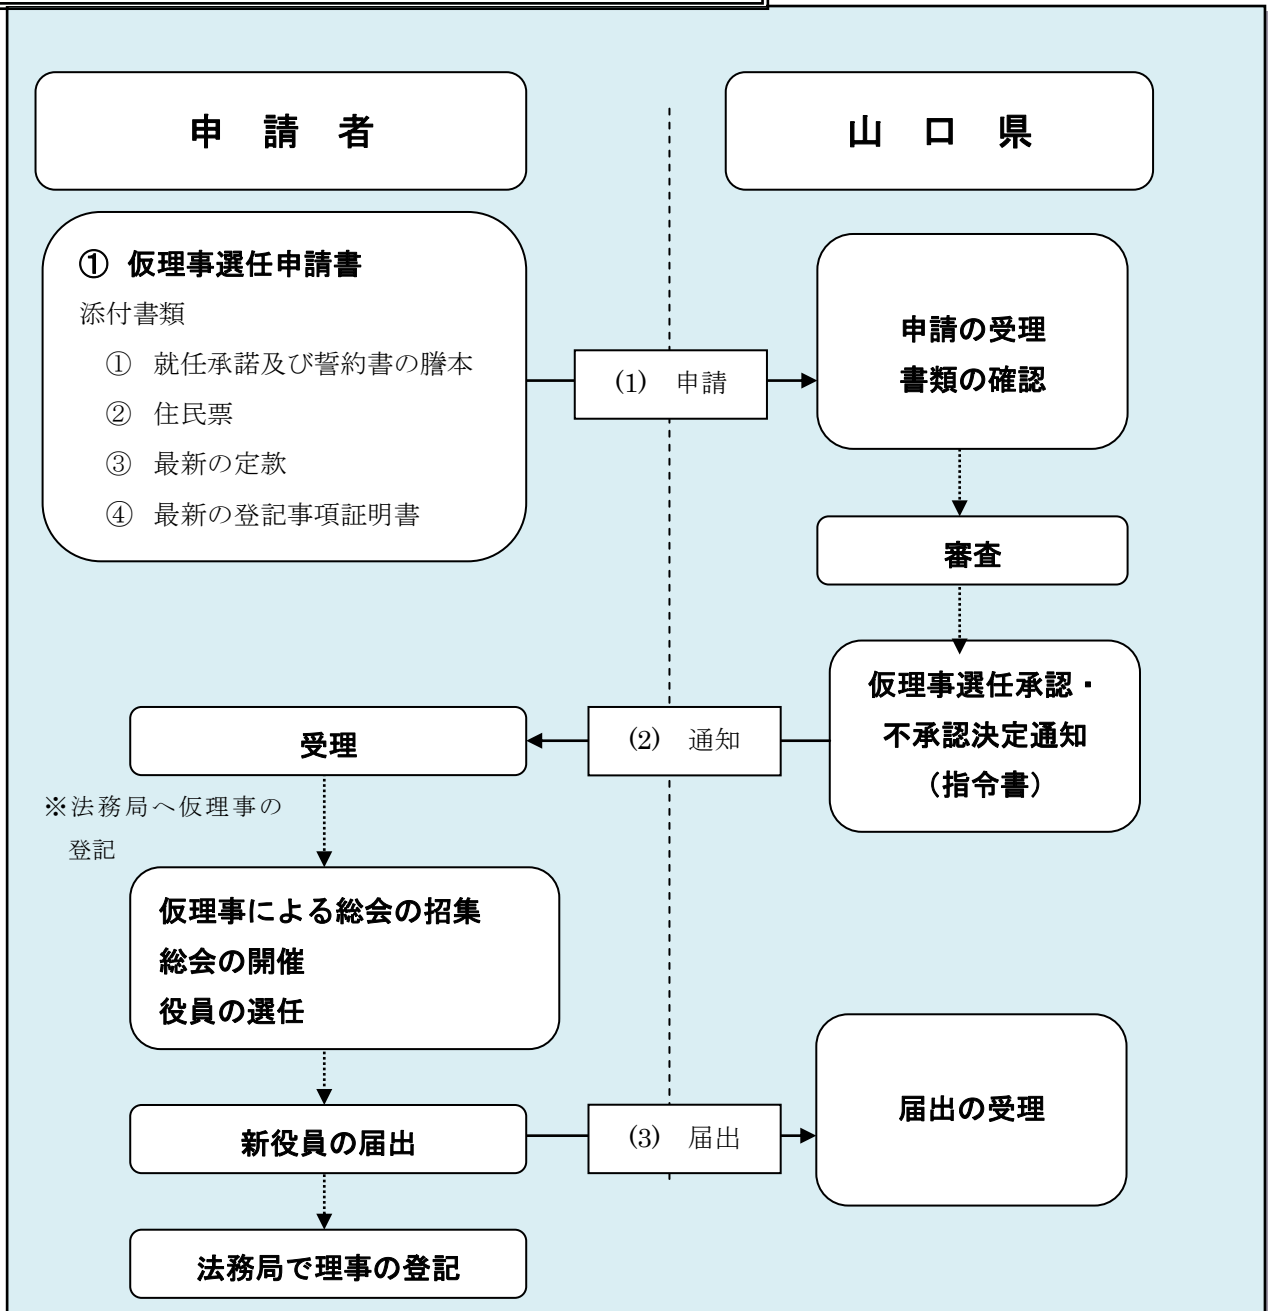 申 請 者
山 口 県
① 仮理事選任申請書
添付書類
① 就任承諾及び誓約書の謄本
② 住民票
③ 最新の定款
④ 最新の登記事項証明書
(1) 申請
申請の受理
書類の確認
審査
仮理事選任承認・
不承認決定通知
（指令書）
(2) 通知
受理
※法務局へ仮理事の
登記
仮理事による総会の招集
総会の開催
役員の選任
新役員の届出
(3) 届出
届出の受理
法務局で理事の登記